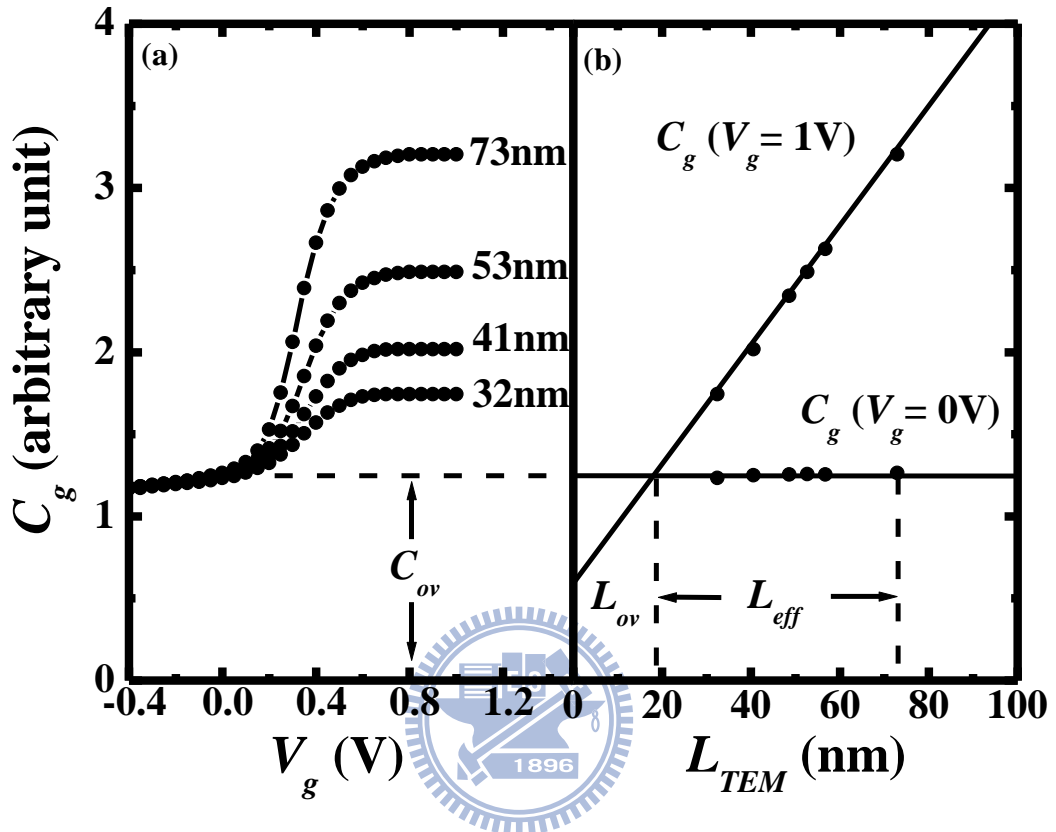 (a)
(b)
4
3
2
1
0
C_g (arbitrary unit)
73nm
53nm
41nm
32nm
C_ov
C_g (V_g = 1V)
C_g (V_g = 0V)
L_ov
L_eff
-0.4 0.0 0.4 0.8 1.2
0 20 40 60 80 100
V_g (V)
L_TEM (nm)
1896